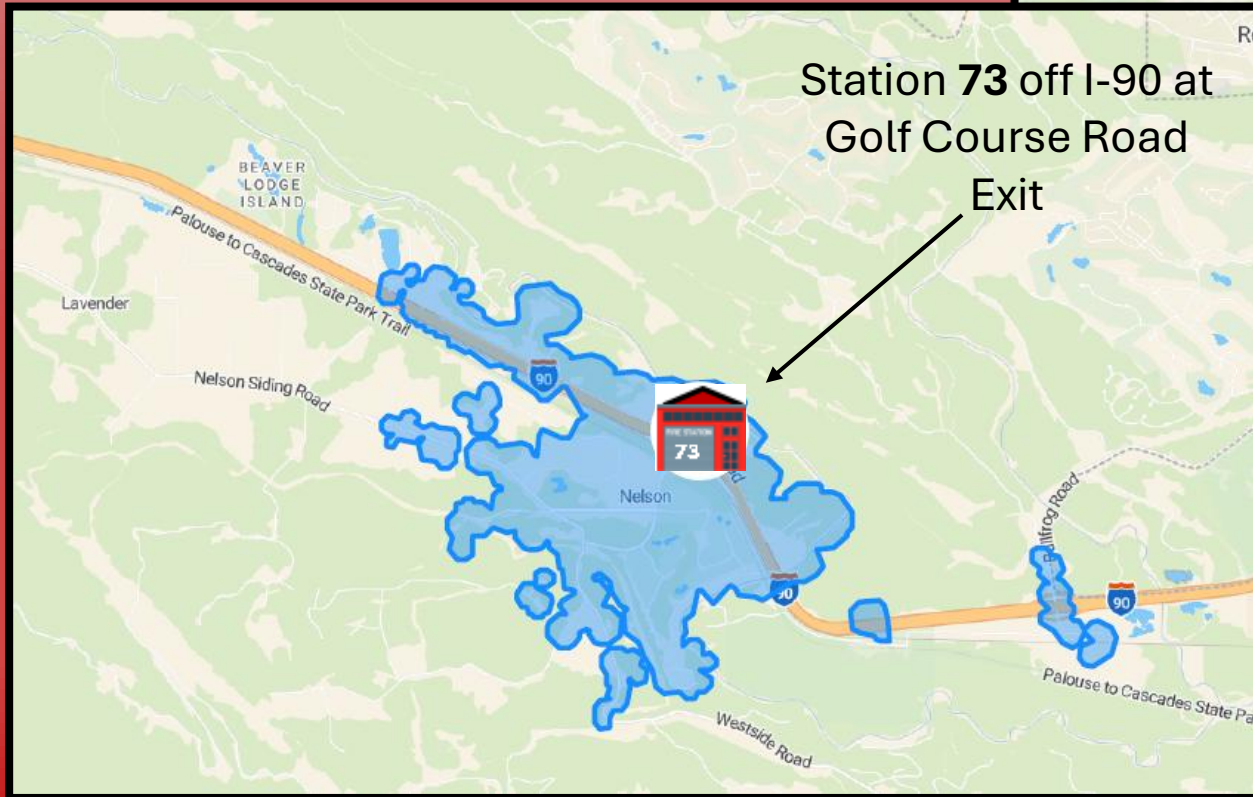 Station 73 off I-90 at
Golf Course Road
Exit
BEAVER
LODGE
ISLAND
Palouse to Cascades State Park Trail
Lavender
Nelson Siding Road
90
FIRE STATION
73
Nelson
Bullfrog Road
90
90
Palouse to Cascades State
Westside Road